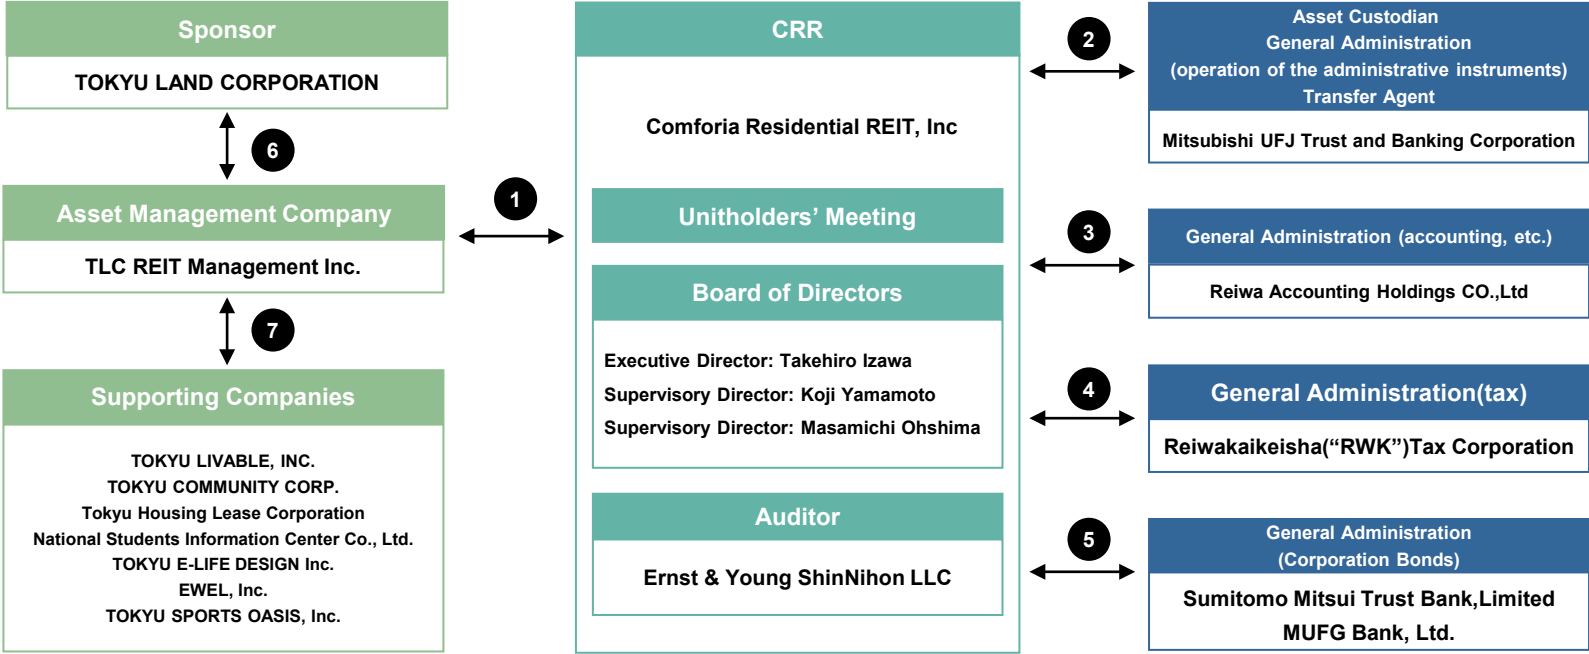 Sponsor
TOKYU LAND CORPORATION
6
Asset Management Company
TLC REIT Management Inc.
7
Supporting Companies
TOKYU LIVABLE, INC.
TOKYU COMMUNITY CORP.
Tokyu Housing Lease Corporation
National Students Information Center Co., Ltd.
TOKYU E-LIFE DESIGN Inc.
EWEL, Inc.
TOKYU SPORTS OASIS, Inc.
1
CRR
Comforia Residential REIT, Inc
Unitholders’ Meeting
Board of Directors
Executive Director: Takehiro Izawa
Supervisory Director: Koji Yamamoto
Supervisory Director: Masamichi Ohshima
Auditor
Ernst & Young ShinNihon LLC
2
Asset Custodian
General Administration
(operation of the administrative instruments)
Transfer Agent
Mitsubishi UFJ Trust and Banking Corporation
3
General Administration (accounting, etc.)
Reiwa Accounting Holdings CO.,Ltd
4
General Administration(tax)
Reiwakaikeisha(“RWK”)Tax Corporation
5
General Administration
(Corporation Bonds)
Sumitomo Mitsui Trust Bank,Limited
MUFG Bank, Ltd.